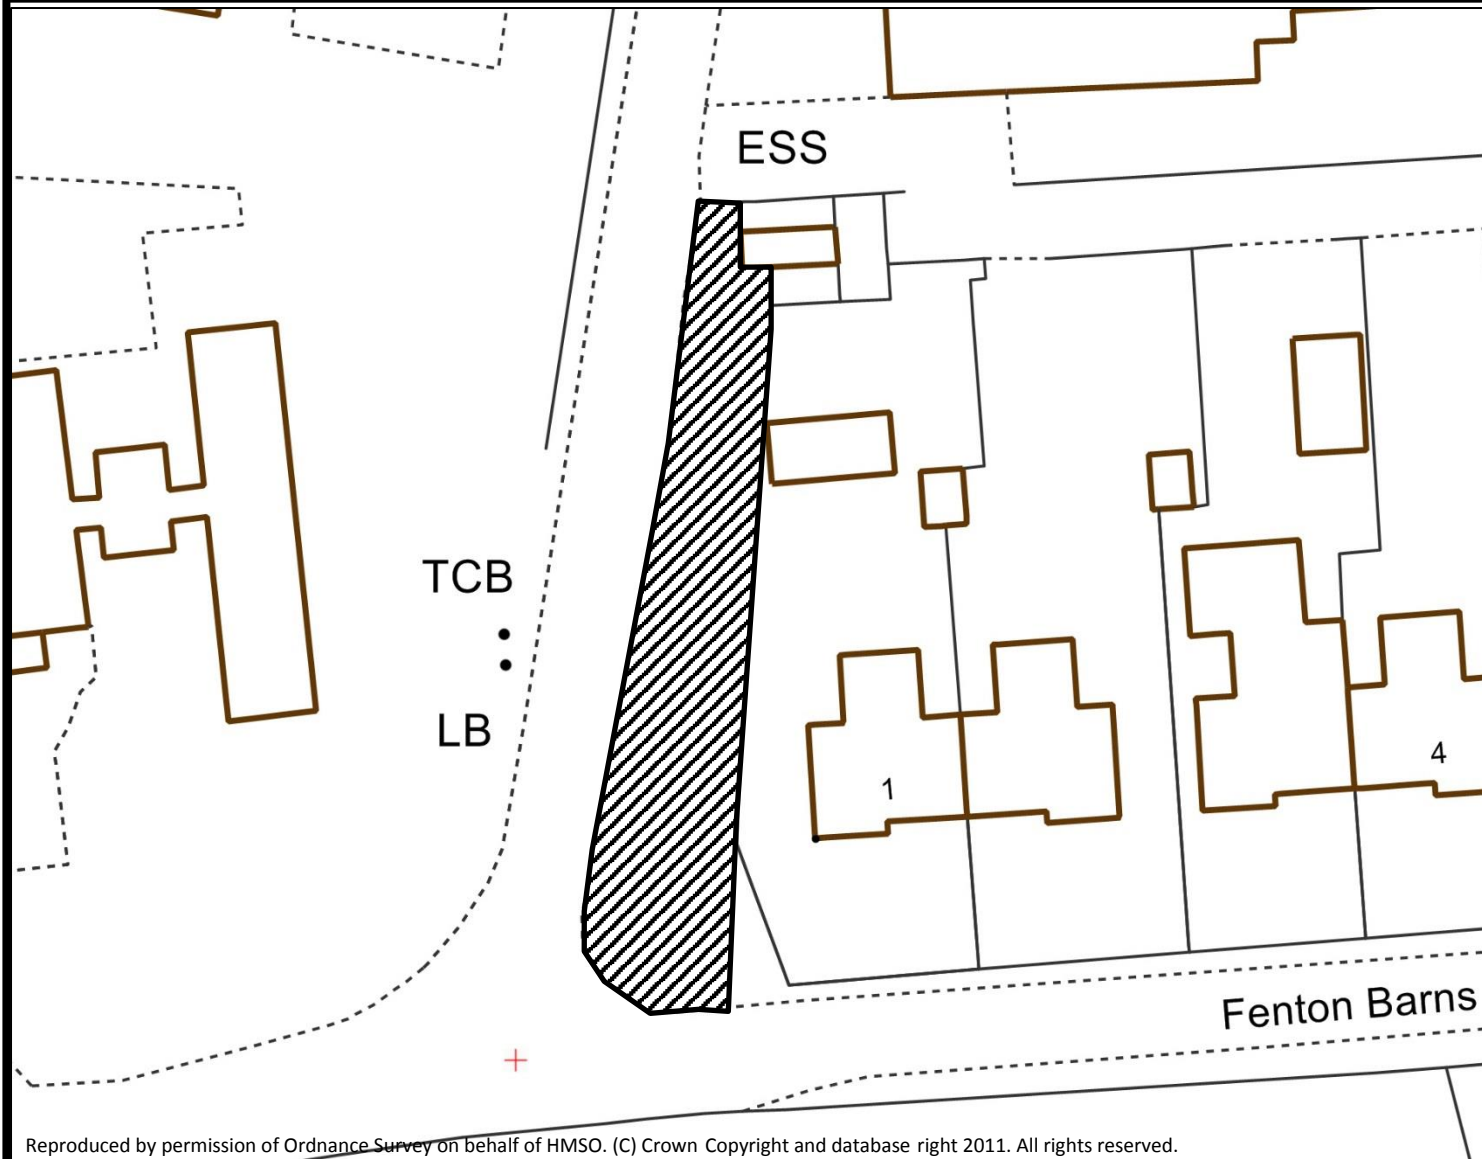 ESS
TCB
LB
1
4
Fenton Barns
Reproduced by permission of Ordnance Survey on behalf of HMSO. (C) Crown Copyright and database right 2011. All rights reserved.